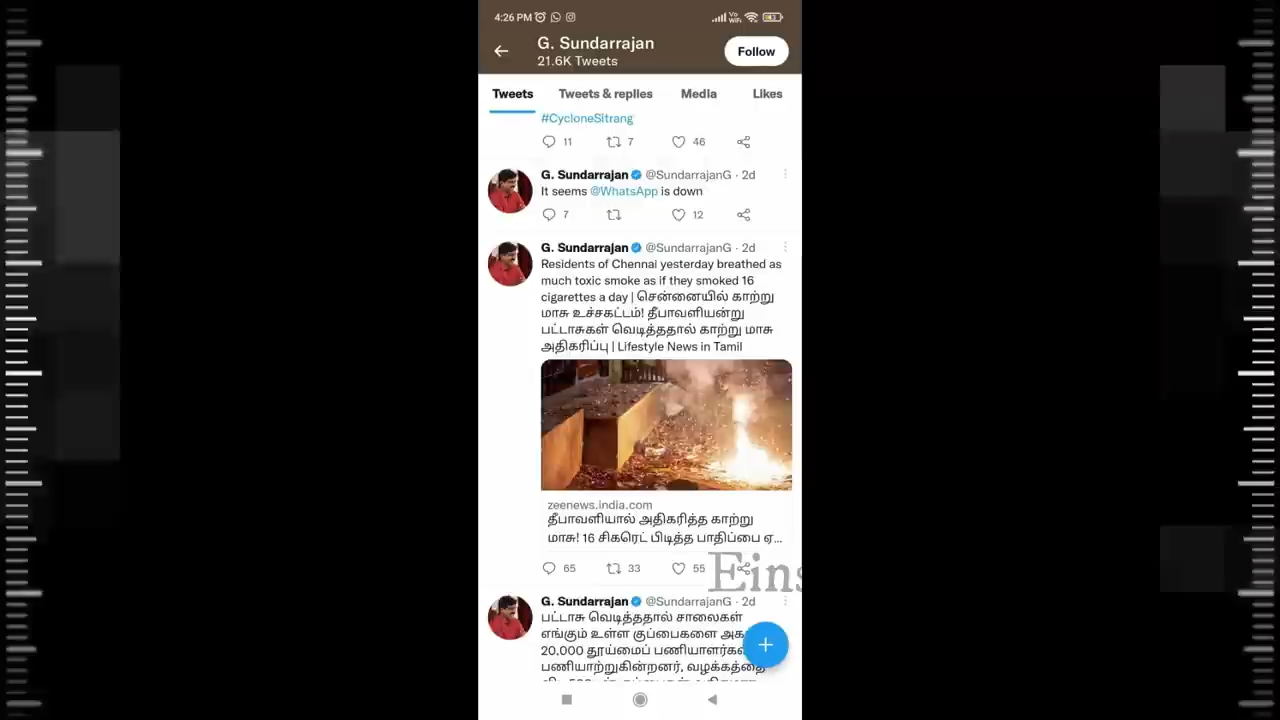 4:26 PM
Vo WiFi
G. Sundarrajan
21.6K Tweets
Follow
Tweets
Tweets & replies
Media
Likes
#CycloneSitrang
11
7
46
G. Sundarrajan @SundarrajanG · 2d
It seems @WhatsApp is down
7
12
G. Sundarrajan @SundarrajanG · 2d
Residents of Chennai yesterday breathed as
much toxic smoke as if they smoked 16
cigarettes a day | சென்னையில் காற்று
மாசு உச்சகட்டம்! தீபாவளியன்று
பட்டாசுகள் வெடித்ததால் காற்று மாசு
அதிகரிப்பு | Lifestyle News in Tamil
zeenews.india.com
தீபாவளியால் அதிகரித்த காற்று
மாசு! 16 சிகரெட் பிடித்த பாதிப்பை ஏ...
65
33
55
Eins
G. Sundarrajan @SundarrajanG · 2d
பட்டாசு வெடித்ததால் சாலைகள்
எங்கும் உள்ள குப்பைகளை அக
20,000 தூய்மைப் பணியாளர்கள்
பணியாற்றுகின்றனர், வழக்கத்தை